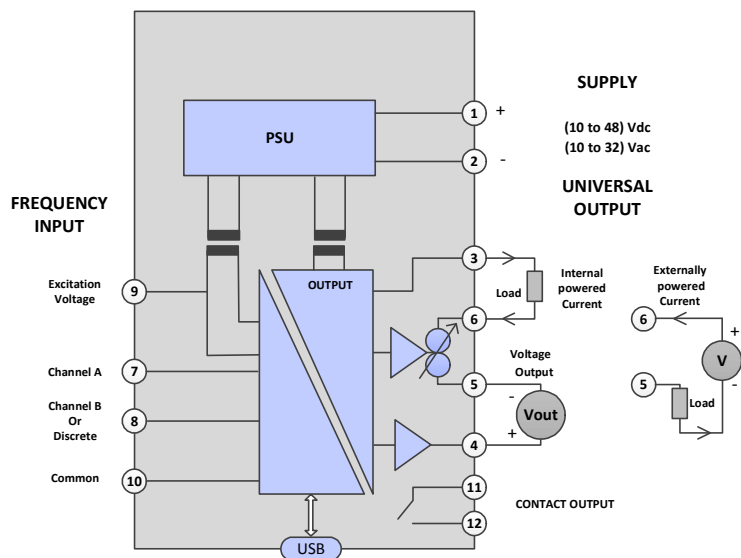 SUPPLY
1
+
PSU
(10 to 48) Vdc
(10 to 32) Vac
2
-
UNIVERSAL
OUTPUT
FREQUENCY
INPUT
3
OUTPUT
Internal
powered
Current
Externally
powered
Current
Excitation
Voltage
9
Load
6
6
+
V
-
Channel A
7
Voltage
Output
5
-
Vout
+
5
Load
Channel B
Or
Discrete
8
4
Common
10
11
CONTACT OUTPUT
12
USB